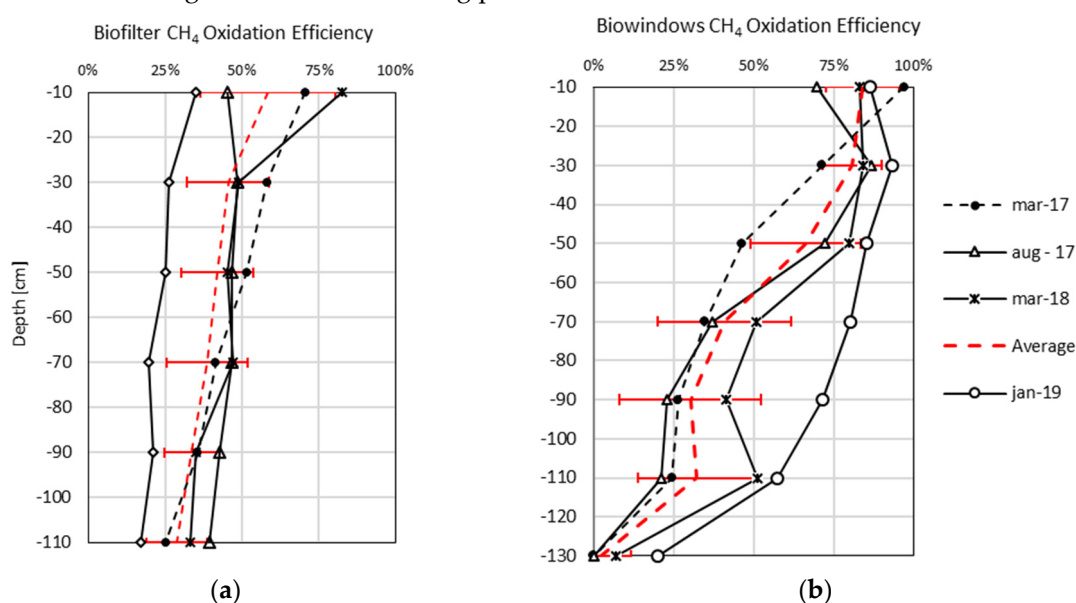 Biofilter CH4 Oxidation Efficiency
0% 25% 50% 75% 100%
-10
-20
-30
-40
-50
-60
-70
-80
-90
-100
-110
Depth [cm]
(a)
Biowindows CH4 Oxidation Efficiency
0% 25% 50% 75% 100%
-10
-20
-30
-40
-50
-60
-70
-80
-90
-100
-110
-120
-130
(b)
mar-17
aug - 17
mar-18
Average
jan-19